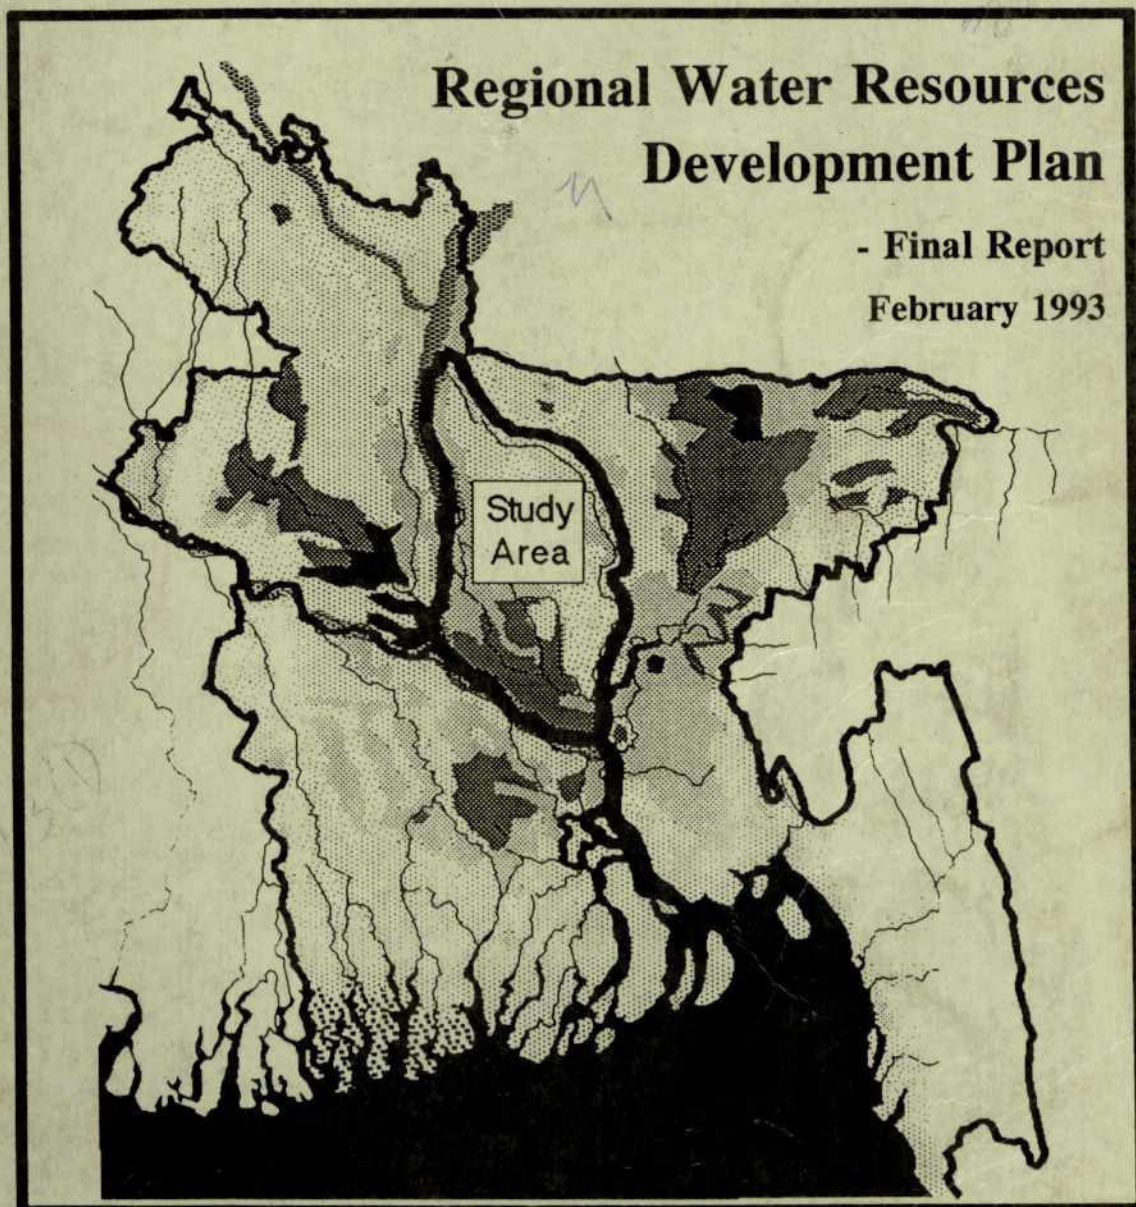 Regional Water Resources
Development Plan
- Final Report
February 1993
Study
Area